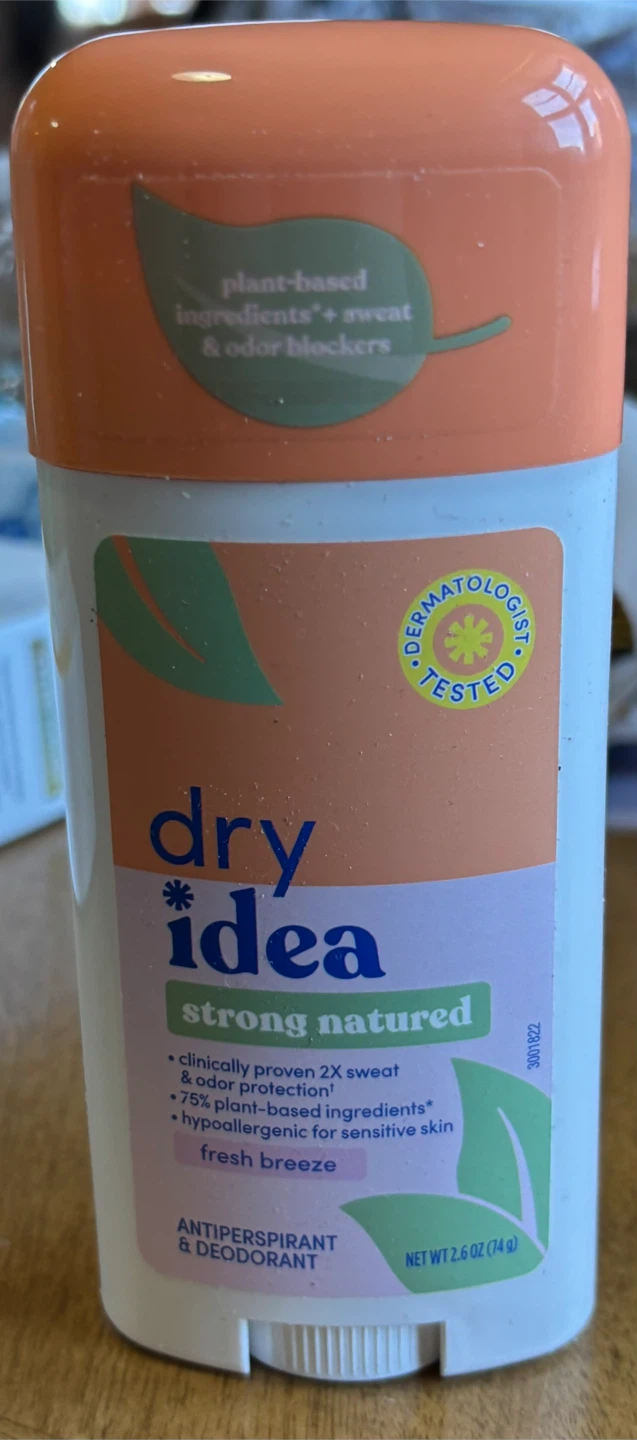 plant-based
ingredients*+ sweat
& odor blockers
DERMATOLOGIST
TESTED
dry
idea
strong natured
• clinically proven 2X sweat
& odor protection†
• 75% plant-based ingredients*
• hypoallergenic for sensitive skin
fresh breeze
ANTIPERSPIRANT
& DEODORANT
NET WT 2.6 OZ (74 g)
3001822